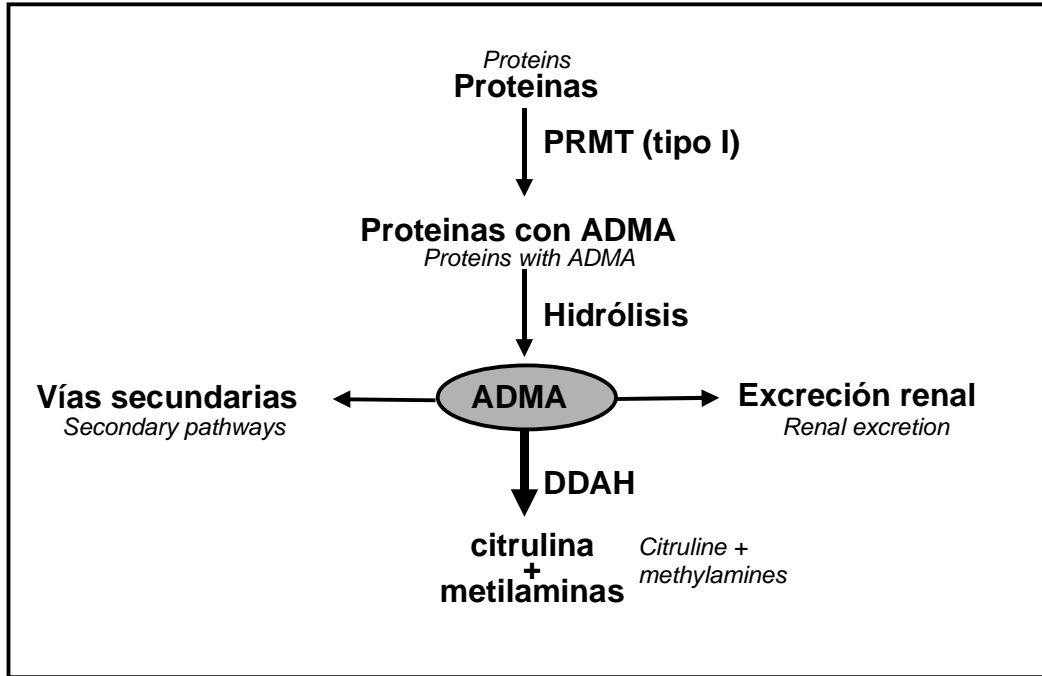 Proteins
Proteinas
PRMT (tipo I)
Proteinas con ADMA
Proteins with ADMA
Hidrólisis
Vías secundarias
Secondary pathways
ADMA
Excreción renal
Renal excretion
DDAH
citrulina
+
metilaminas
Citruline +
methylamines